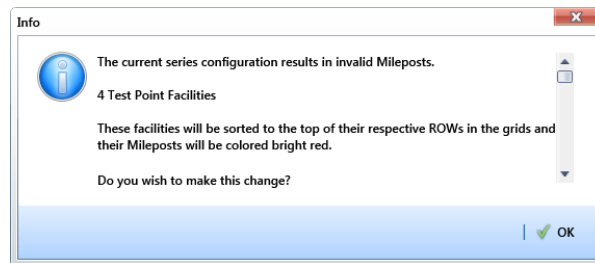 Info
The current series configuration results in invalid Mileposts.
4 Test Point Facilities
These facilities will be sorted to the top of their respective ROWs in the grids and
their Mileposts will be colored bright red.
Do you wish to make this change?
OK